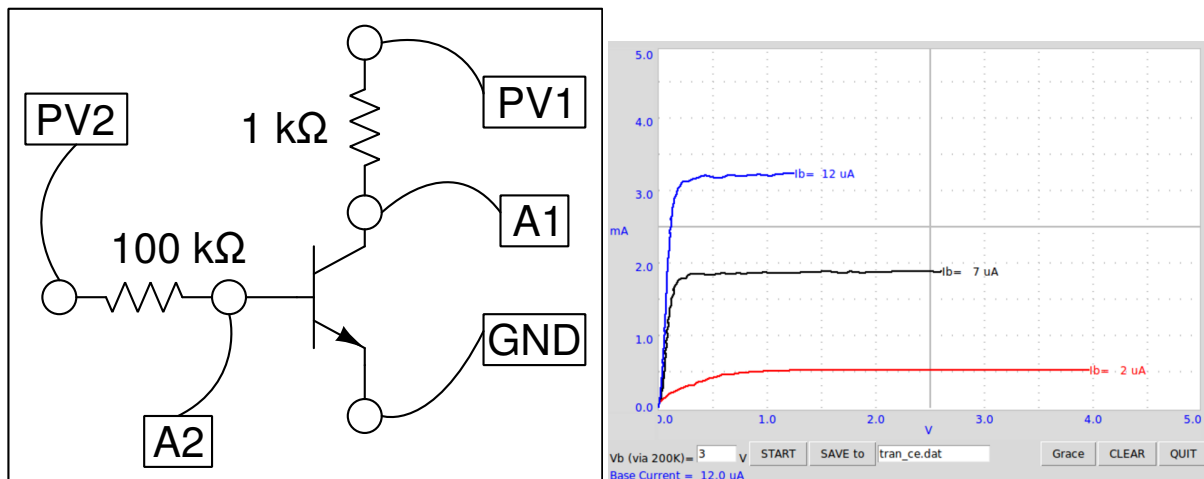 PV1
PV2
1 kΩ
A1
100 kΩ
GND
A2
5.0
4.0
3.0
mA
2.0
1.0
0.0
Ib= 12 uA
Ib= 7 uA
Ib= 2 uA
0.0 1.0 2.0 3.0 4.0 5.0
V
Vb (via 200K)= 3 V START SAVE to tran_ce.dat Grace CLEAR QUIT
Base Current = 12.0 uA